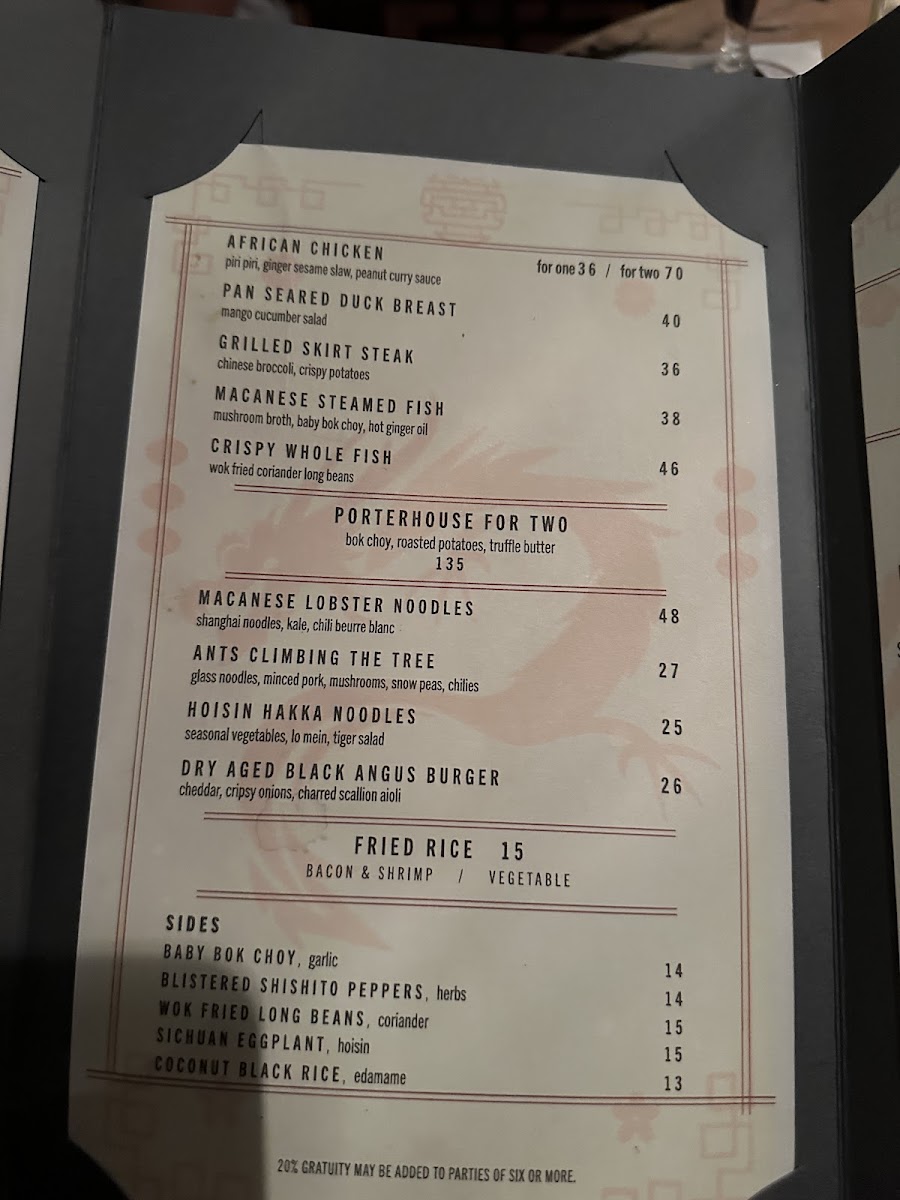 AFRICAN CHICKEN
piri piri, ginger sesame slaw, peanut curry sauce for one 36 / for two 70
PAN SEARED DUCK BREAST
mango cucumber salad 40
GRILLED SKIRT STEAK
chinese broccoli, crispy potatoes 36
MACANESE STEAMED FISH
mushroom broth, baby bok choy, hot ginger oil 38
CRISPY WHOLE FISH
wok fried coriander long beans 46
PORTERHOUSE FOR TWO
bok choy, roasted potatoes, truffle butter
135
MACANESE LOBSTER NOODLES
shanghai noodles, kale, chili beurre blanc 48
ANTS CLIMBING THE TREE
glass noodles, minced pork, mushrooms, snow peas, chilies 27
HOISIN HAKKA NOODLES
seasonal vegetables, lo mein, tiger salad 25
DRY AGED BLACK ANGUS BURGER
cheddar, cripsy onions, charred scallion aioli 26
FRIED RICE 15
BACON & SHRIMP / VEGETABLE
SIDES
BABY BOK CHOY, garlic 14
BLISTERED SHISHITO PEPPERS, herbs 14
WOK FRIED LONG BEANS, coriander 15
SICHUAN EGGPLANT, hoisin 15
COCONUT BLACK RICE, edamame 13
20% GRATUITY MAY BE ADDED TO PARTIES OF SIX OR MORE.